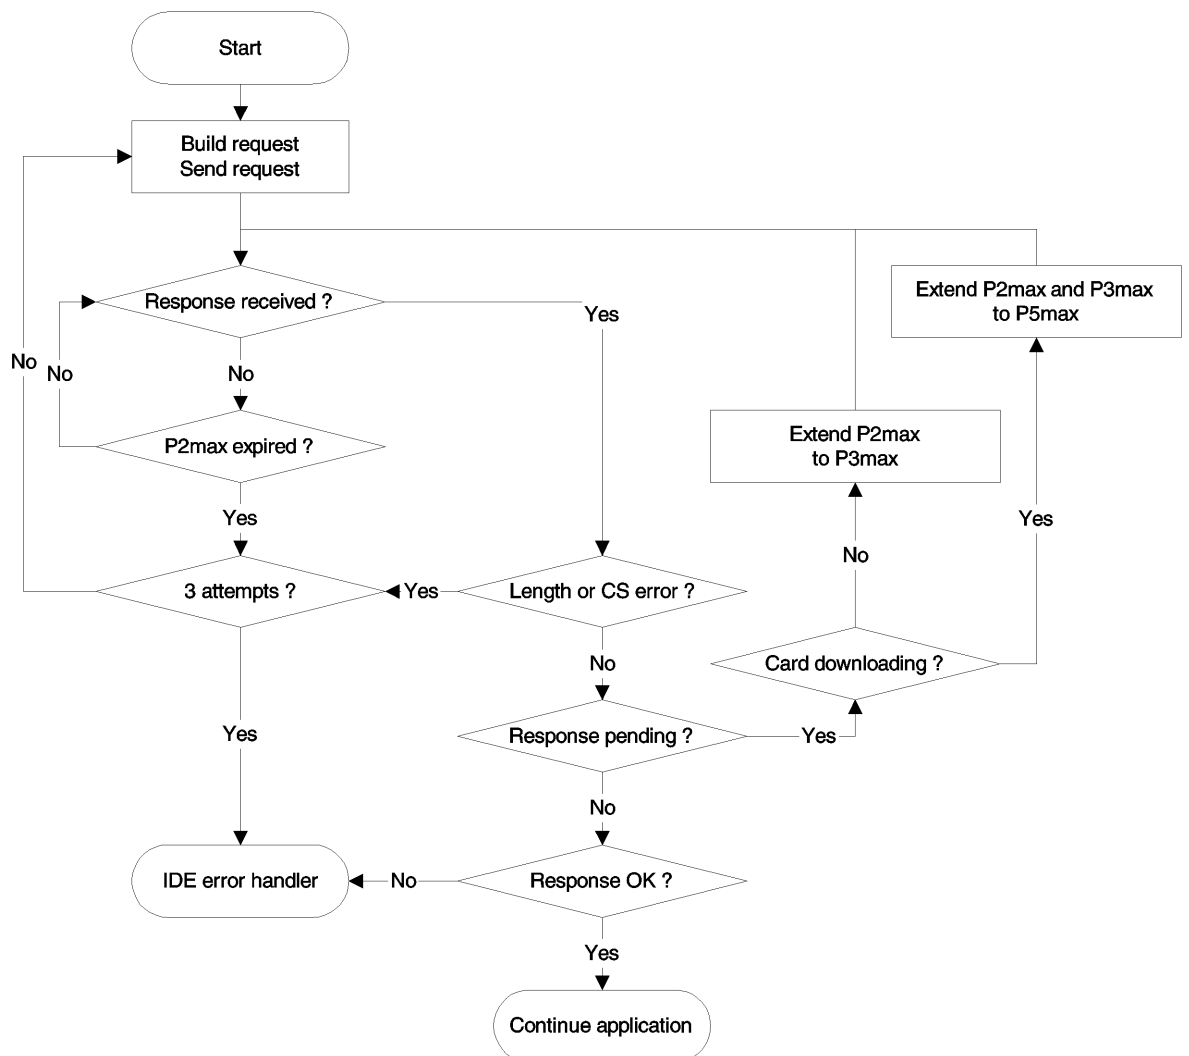 Start
Build request
Send request
Response received ?
Yes
Extend P2max and P3max
to P5max
No
No
No
P2max expired ?
Extend P2max
to P3max
Yes
Yes
No
3 attempts ?
Yes
Length or CS error ?
No
Card downloading ?
Yes
Response pending ?
Yes
No
IDE error handler
No
Response OK ?
Yes
Continue application